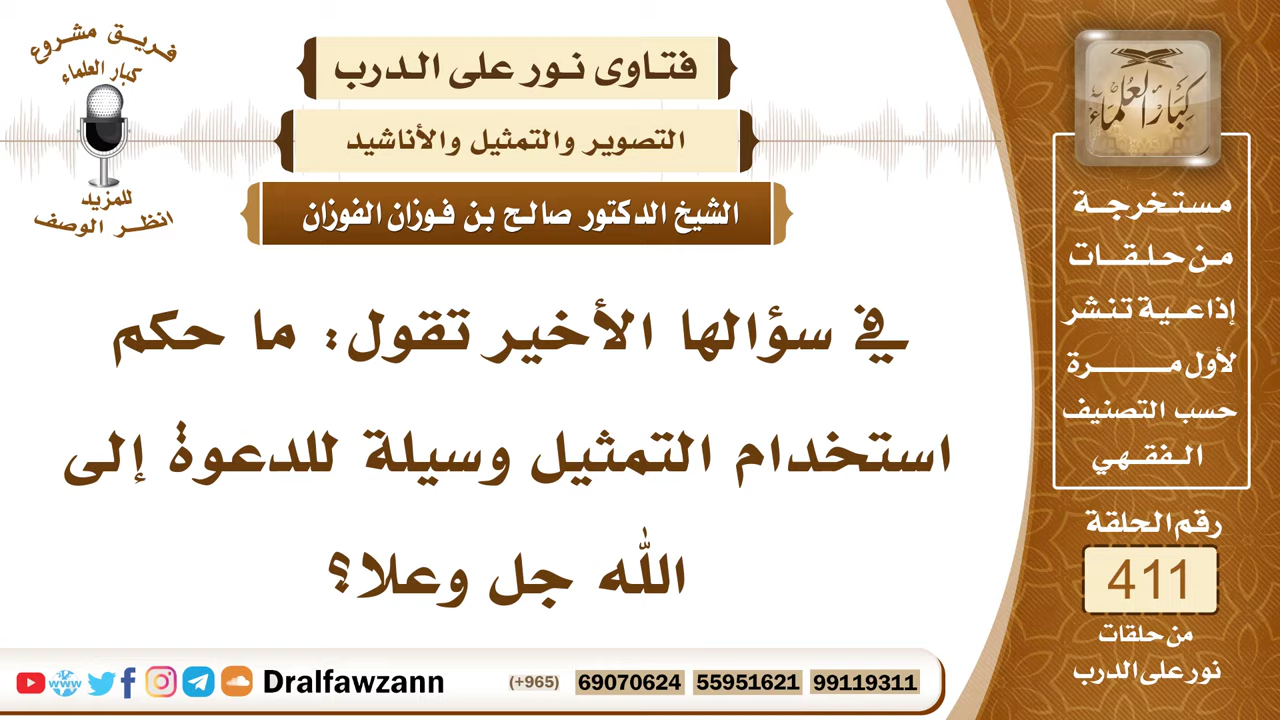 فريق مشروع
كبار العلماء
للمزيد
انظر الوصف
فتاوى نور على الدرب
التصوير والتمثيل والأناشيد
الشيخ الدكتور صالح بن فوزان الفوزان
في سؤالها الأخير تقول: ما حكم
استخدام التمثيل وسيلة للدعوة إلى
الله جل وعلا؟
كبار العلماء
مستخرجة
من حلقات
إذاعية تنشر
لأول مرة
حسب التصنيف
الفقهي
رقم الحلقة
411
من حلقات
نور على الدرب
www Dralfawzann (+965) 69070624 55951621 99119311